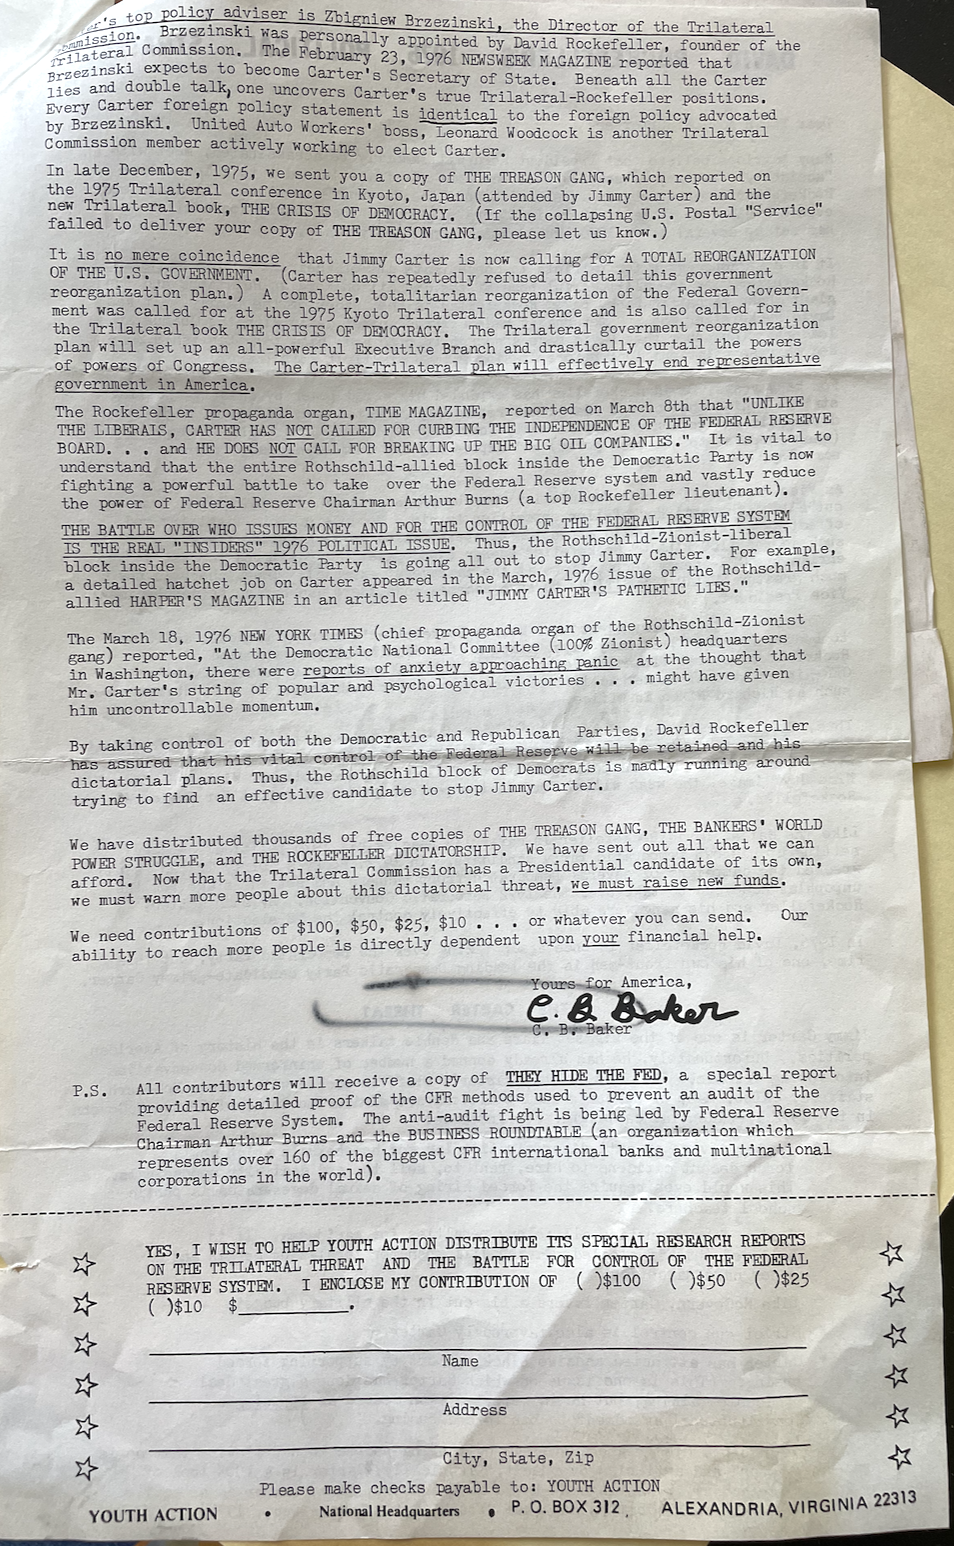 's top policy adviser is Zbigniew Brzezinski, the Director of the Trilateral
Commission. Brzezinski was personally appointed by David Rockefeller, founder of the
Trilateral Commission. The February 23, 1976 NEWSWEEK MAGAZINE reported that
Brzezinski expects to become Carter's Secretary of State. Beneath all the Carter
lies and double talk, one uncovers Carter's true Trilateral-Rockefeller positions.
Every Carter foreign policy statement is identical to the foreign policy advocated
by Brzezinski. United Auto Workers' boss, Leonard Woodcock is another Trilateral
Commission member actively working to elect Carter.
In late December, 1975, we sent you a copy of THE TREASON GANG, which reported on
the 1975 Trilateral conference in Kyoto, Japan (attended by Jimmy Carter) and the
new Trilateral book, THE CRISIS OF DEMOCRACY. (If the collapsing U.S. Postal "Service"
failed to deliver your copy of THE TREASON GANG, please let us know.)
It is no mere coincidence that Jimmy Carter is now calling for A TOTAL REORGANIZATION
OF THE U.S. GOVERNMENT. (Carter has repeatedly refused to detail this government
reorganization plan.) A complete, totalitarian reorganization of the Federal Govern-
ment was called for at the 1975 Kyoto Trilateral conference and is also called for in
the Trilateral book THE CRISIS OF DEMOCRACY. The Trilateral government reorganization
plan will set up an all-powerful Executive Branch and drastically curtail the powers
of powers of Congress. The Carter-Trilateral plan will effectively end representative
government in America.
The Rockefeller propaganda organ, TIME MAGAZINE, reported on March 8th that "UNLIKE
THE LIBERALS, CARTER HAS NOT CALLED FOR CURBING THE INDEPENDENCE OF THE FEDERAL RESERVE
BOARD. . . and HE DOES NOT CALL FOR BREAKING UP THE BIG OIL COMPANIES." It is vital to
understand that the entire Rothschild-allied block inside the Democratic Party is now
fighting a powerful battle to take over the Federal Reserve system and vastly reduce
the power of Federal Reserve Chairman Arthur Burns (a top Rockefeller lieutenant).
THE BATTLE OVER WHO ISSUES MONEY AND FOR THE CONTROL OF THE FEDERAL RESERVE SYSTEM
IS THE REAL "INSIDERS" 1976 POLITICAL ISSUE. Thus, the Rothschild-Zionist-liberal
block inside the Democratic Party is going all out to stop Jimmy Carter. For example,
a detailed hatchet job on Carter appeared in the March, 1976 issue of the Rothschild-
allied HARPER'S MAGAZINE in an article titled "JIMMY CARTER'S PATHETIC LIES."
The March 18, 1976 NEW YORK TIMES (chief propaganda organ of the Rothschild-Zionist
gang) reported, "At the Democratic National Committee (100% Zionist) headquarters
in Washington, there were reports of anxiety approaching panic at the thought that
Mr. Carter's string of popular and psychological victories . . . might have given
him uncontrollable momentum.
By taking control of both the Democratic and Republican Parties, David Rockefeller
has assured that his vital control of the Federal Reserve will be retained and his
dictatorial plans. Thus, the Rothschild block of Democrats is madly running around
trying to find an effective candidate to stop Jimmy Carter.
We have distributed thousands of free copies of THE TREASON GANG, THE BANKERS' WORLD
POWER STRUGGLE, and THE ROCKEFELLER DICTATORSHIP. We have sent out all that we can
afford. Now that the Trilateral Commission has a Presidential candidate of its own,
we must warn more people about this dictatorial threat, we must raise new funds.
We need contributions of $100, $50, $25, $10 . . . or whatever you can send. Our
ability to reach more people is directly dependent upon your financial help.
Yours for America,
C. B. Baker
C. B. Baker
P.S. All contributors will receive a copy of THEY HIDE THE FED, a special report
providing detailed proof of the CFR methods used to prevent an audit of the
Federal Reserve System. The anti-audit fight is being led by Federal Reserve
Chairman Arthur Burns and the BUSINESS ROUNDTABLE (an organization which
represents over 160 of the biggest CFR international banks and multinational
corporations in the world).
YES, I WISH TO HELP YOUTH ACTION DISTRIBUTE ITS SPECIAL RESEARCH REPORTS
ON THE TRILATERAL THREAT AND THE BATTLE FOR CONTROL OF THE FEDERAL
RESERVE SYSTEM. I ENCLOSE MY CONTRIBUTION OF ( )$100 ( )$50 ( )$25
( )$10 $__________.
Name
Address
City, State, Zip
Please make checks payable to: YOUTH ACTION
YOUTH ACTION • National Headquarters • P. O. BOX 312, ALEXANDRIA, VIRGINIA 22313